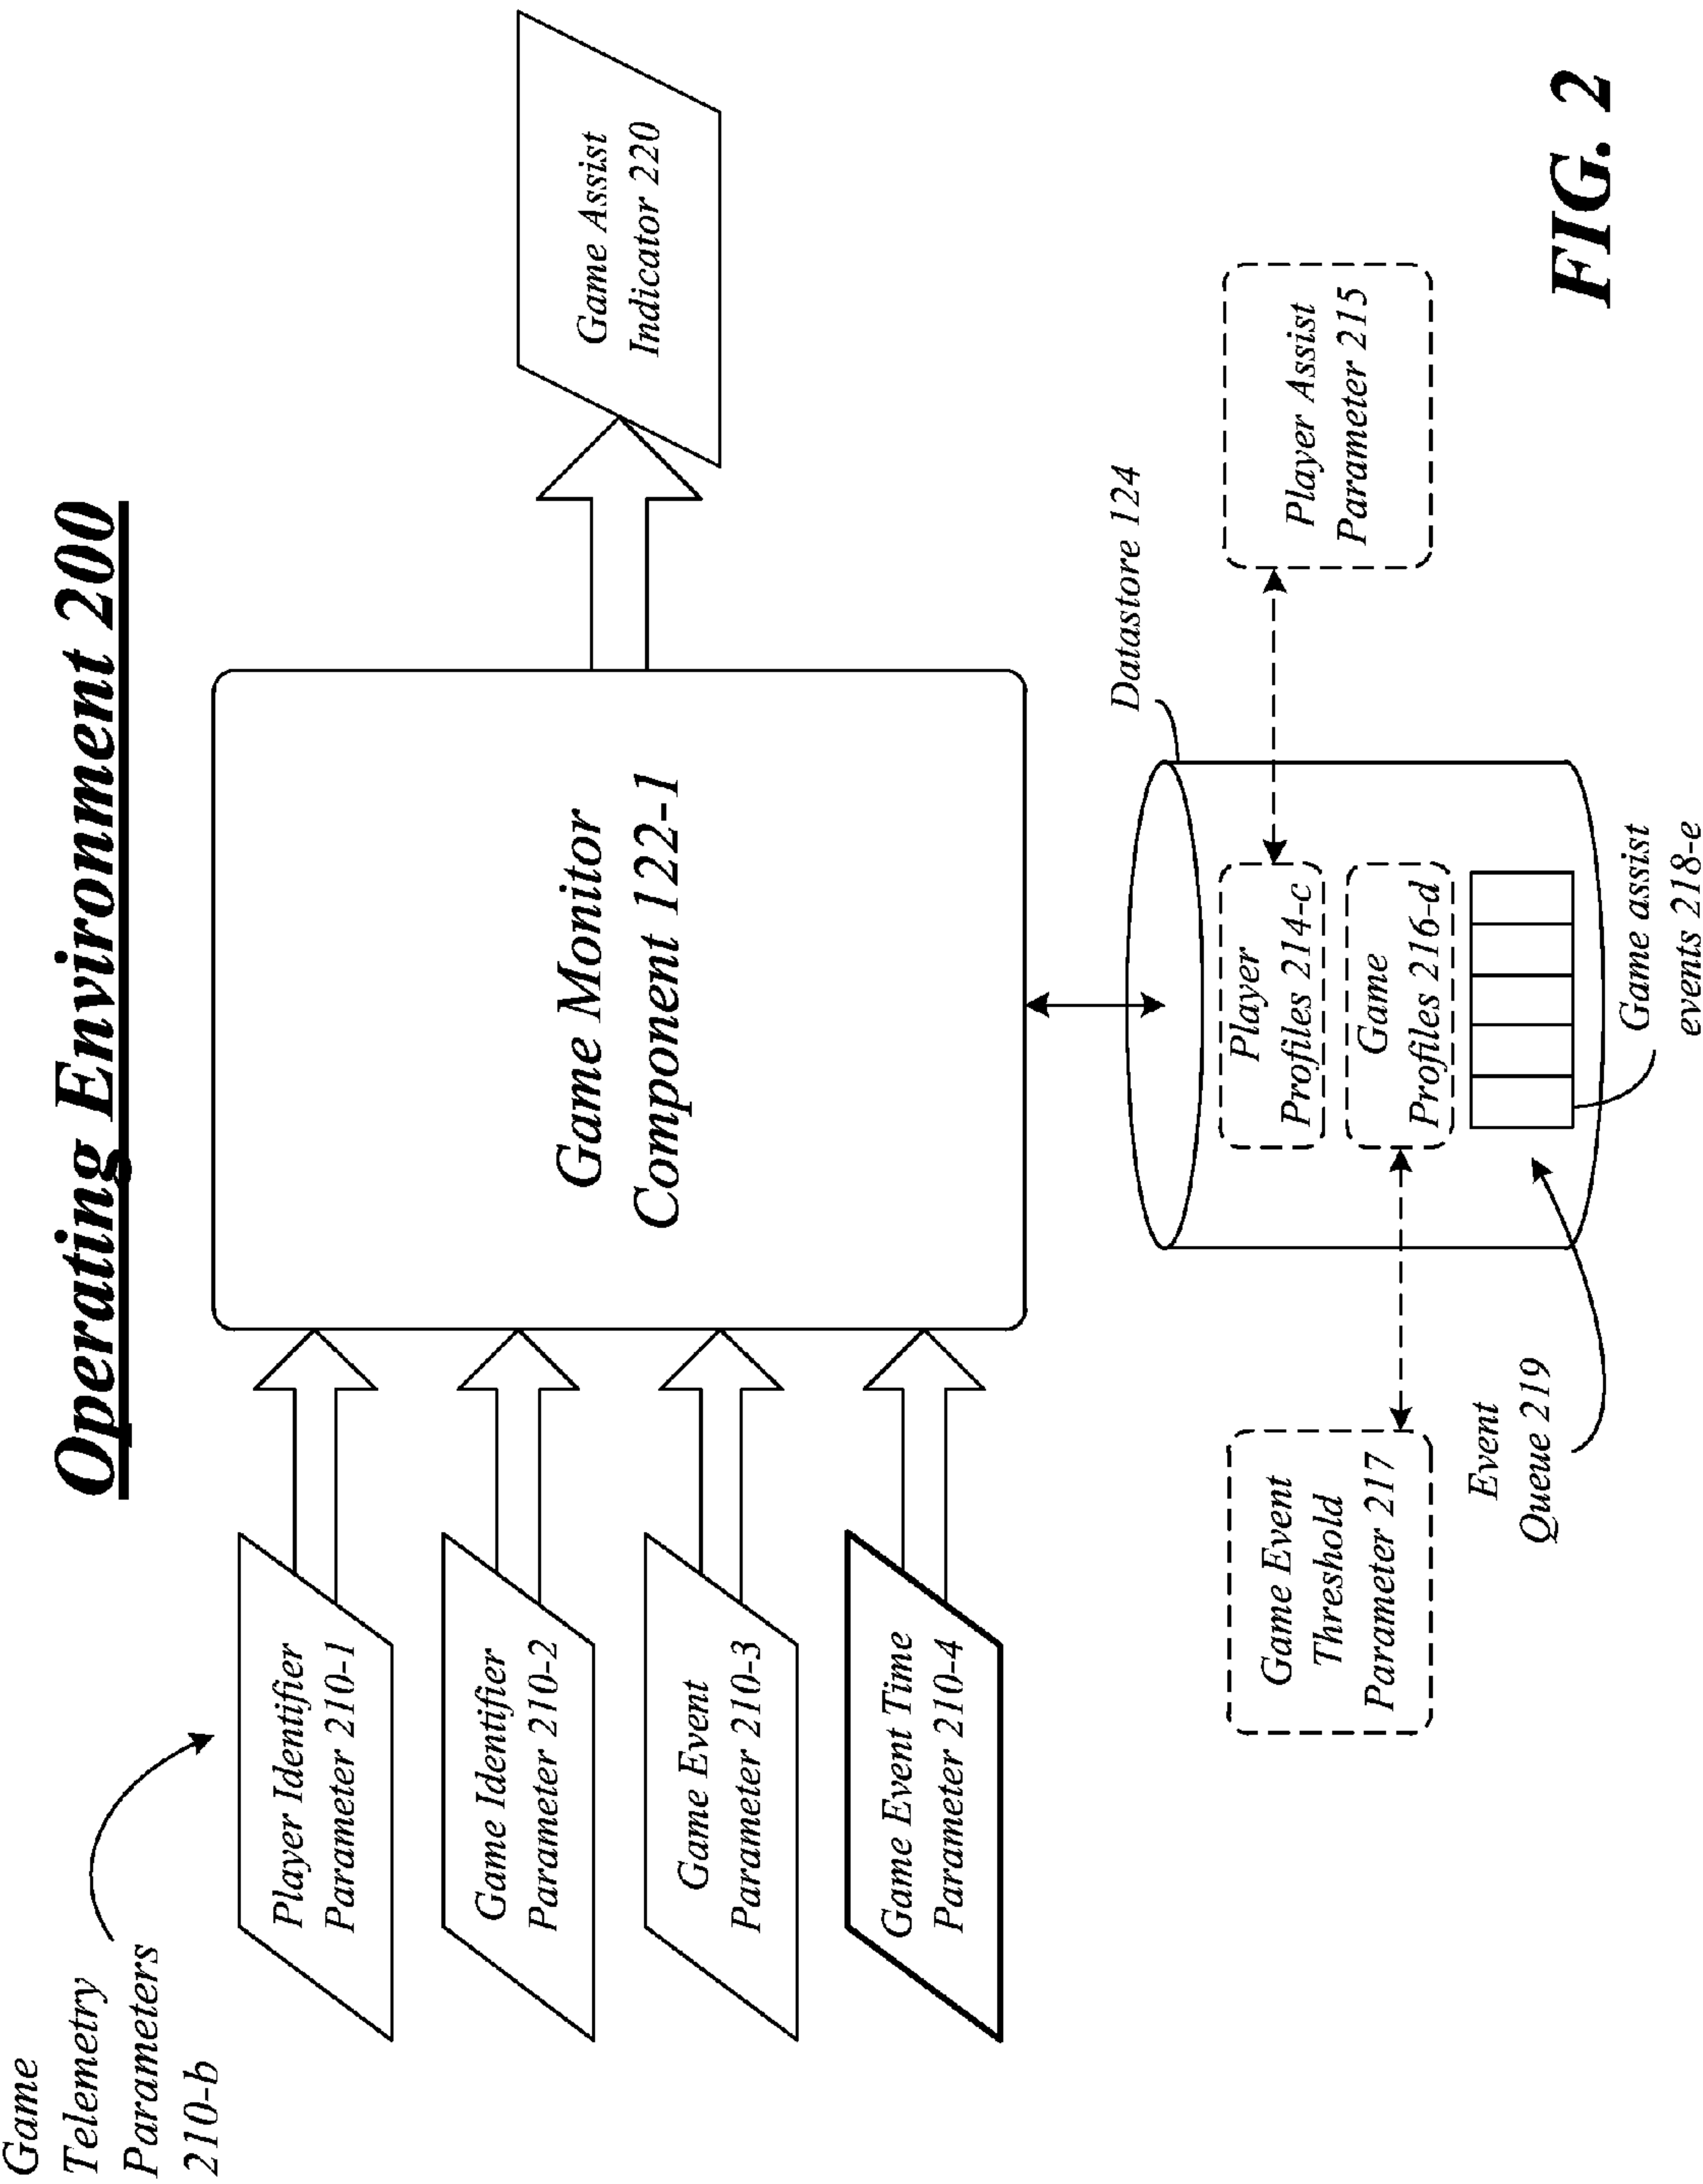 Operating Environment 200
Game
Telemetry
Parameters
210-b
Player Identifier
Parameter 210-1
Game Identifier
Parameter 210-2
Game Event
Parameter 210-3
Game Event Time
Parameter 210-4
Game Monitor
Component 122-1
Game Assist
Indicator 220
Datastore 124
Player
Profiles 214-c
Game
Profiles 216-d
Player Assist
Parameter 215
Game Event
Threshold
Parameter 217
Event
Queue 219
Game assist
events 218-e
FIG. 2